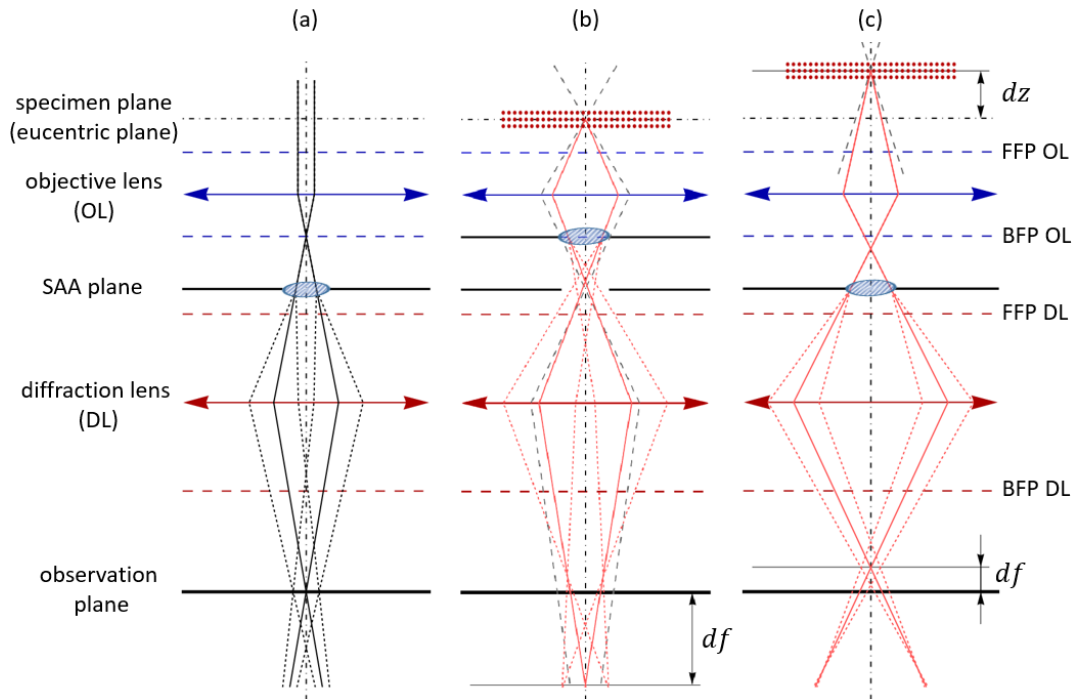 (a)
(b)
(c)
specimen plane
(eucentric plane)
dz
FFP OL
objective lens
(OL)
BFP OL
SAA plane
FFP DL
diffraction lens
(DL)
BFP DL
observation
plane
df
df